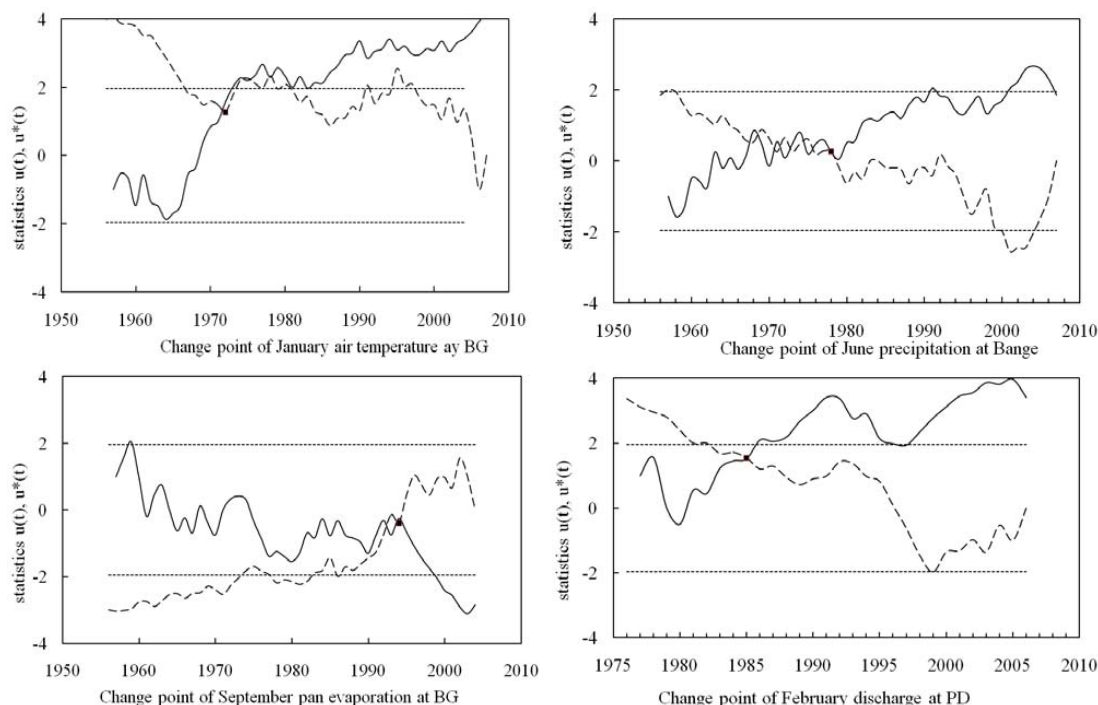 4
2
0
-2
-4
statistics u(t), u*(t)
1950 1960 1970 1980 1990 2000 2010
Change point of January air temperature ay BG
4
2
0
-2
-4
statistics u(t), u*(t)
1950 1960 1970 1980 1990 2000 2010
Change point of June precipitation at Bange
4
2
0
-2
-4
statistics u(t), u*(t)
1950 1960 1970 1980 1990 2000 2010
Change point of September pan evaporation at BG
4
2
0
-2
-4
statistics u(t), u*(t)
1975 1980 1985 1990 1995 2000 2005 2010
Change point of February discharge at PD